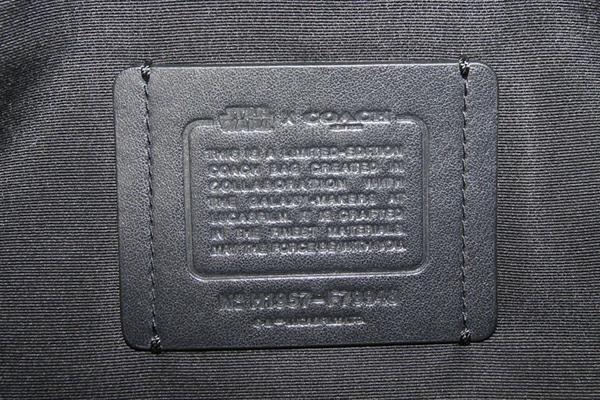 STAR WARS X COACH
THIS IS A LIMITED-EDITION
COACH BAG CREATED IN
COLLABORATION WITH
THE GALAXY-MAKERS AT
LUCASFILM. IT IS CRAFTED
IN THE FINEST MATERIALS.
MAY THE FORCE BE WITH YOU.